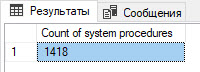 Результаты Сообщения
Count of system procedures
1 1418